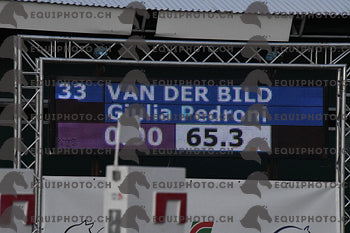 EQUIPHOTO.CH
33 VAN DER BILD
Giulia Pedroni
0.00 65.3